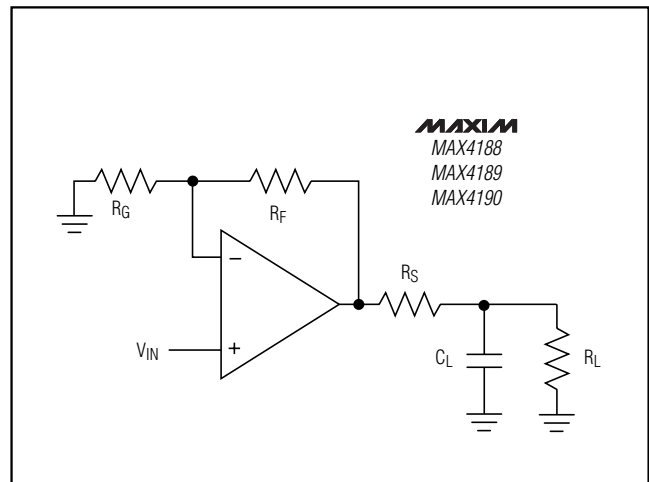 MAXIM
MAX4188
MAX4189
MAX4190
RG
RF
RS
VIN
CL
RL
−
+